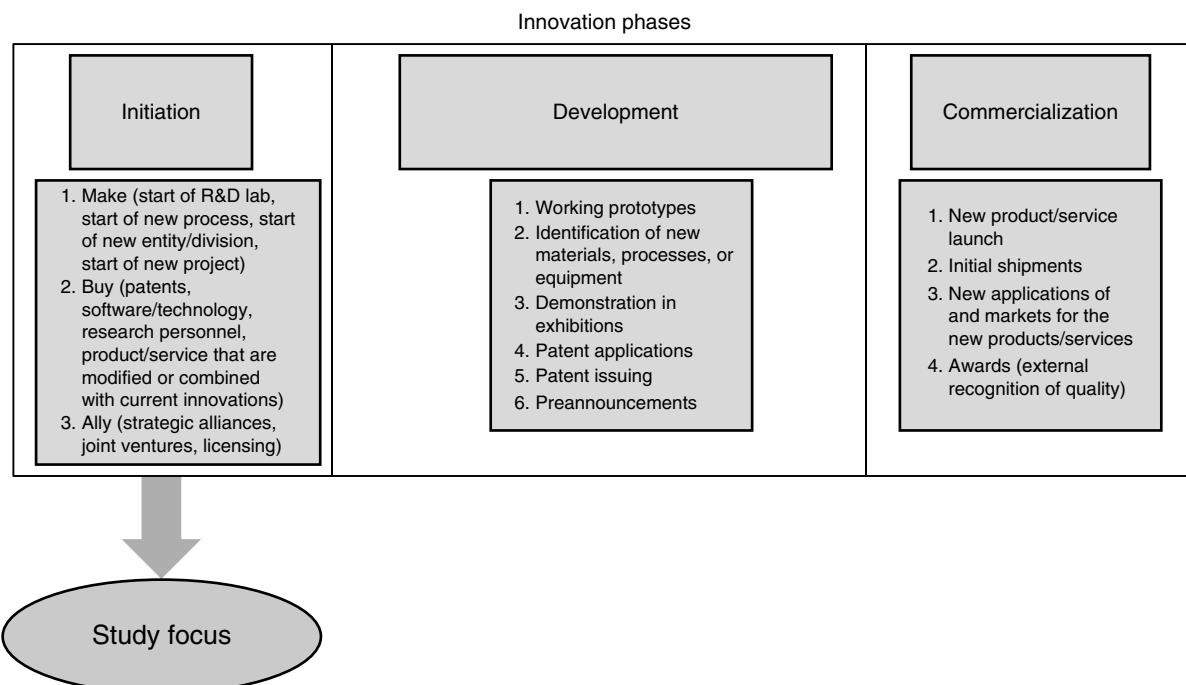 Innovation phases
Initiation
Development
Commercialization
1. Make (start of R&D lab,
start of new process, start
of new entity/division,
start of new project)
2. Buy (patents,
software/technology,
research personnel,
product/service that are
modified or combined
with current innovations)
3. Ally (strategic alliances,
joint ventures, licensing)
1. Working prototypes
2. Identification of new
materials, processes, or
equipment
3. Demonstration in
exhibitions
4. Patent applications
5. Patent issuing
6. Preannouncements
1. New product/service
launch
2. Initial shipments
3. New applications of
and markets for the
new products/services
4. Awards (external
recognition of quality)
Study focus